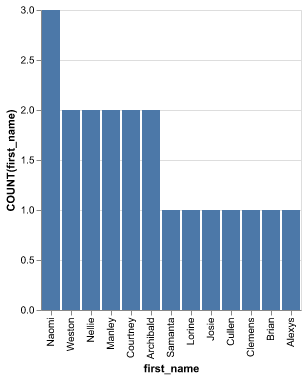 3.0
2.5
2.0
1.5
1.0
0.5
0.0
COUNT(first_name)
Naomi
Weston
Nellie
Manley
Courtney
Archibald
Samanta
Lorine
Josie
Cullen
Clemens
Brian
Alexys
first_name